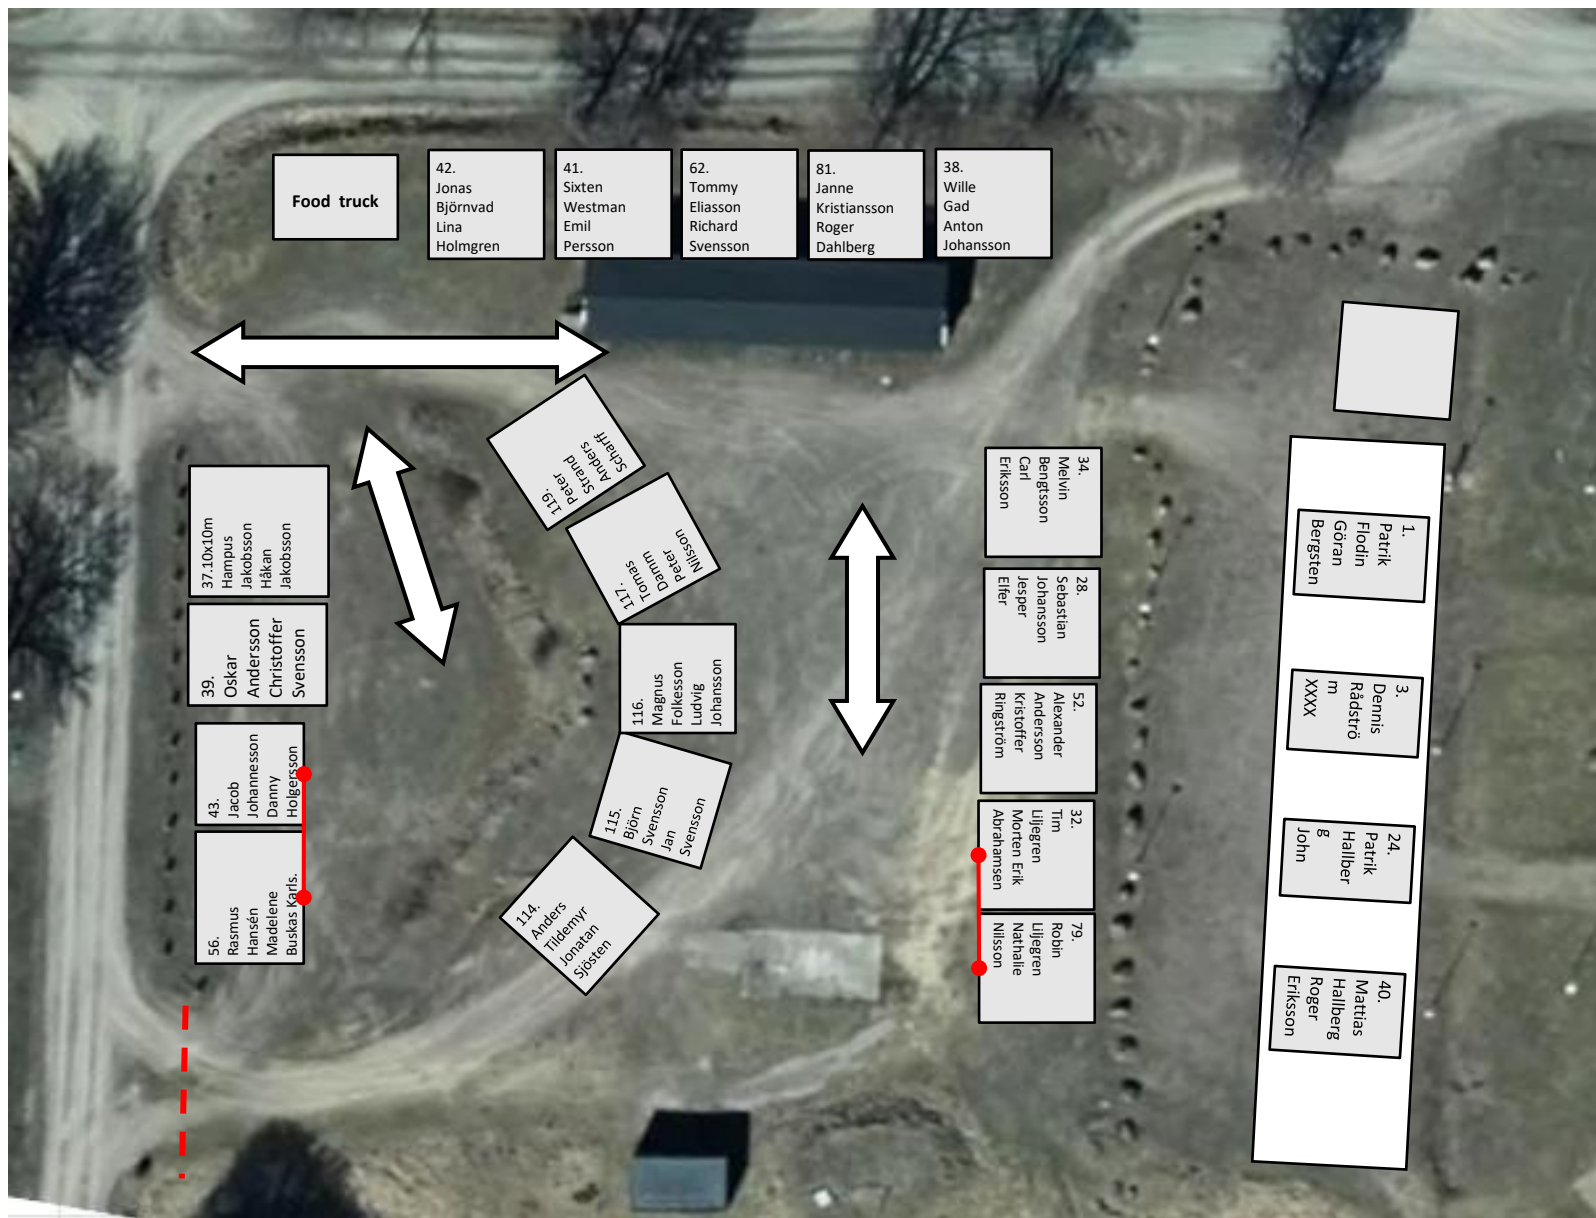 Food truck
42.
Jonas
Björnvad
Lina
Holmgren
41.
Sixten
Westman
Emil
Persson
62.
Tommy
Eliasson
Richard
Svensson
81.
Janne
Kristiansson
Roger
Dahlberg
38.
Wille
Gad
Anton
Johansson
119.
Peter
Strand
Anders
Scharff
117.
Tomas
Damm
Peter
Nilsson
116.
Magnus
Folkesson
Ludvig
Johansson
115.
Björn
Svensson
Jan
Svensson
114.
Anders
Tildemyr
Jonatan
Sjösten
37.10x10m
Hampus
Jakobsson
Håkan
Jakobsson
39.
Oskar
Andersson
Christoffer
Svensson
43.
Jacob
Johannesson
Danny
Holgersson
56.
Rasmus
Hansén
Madelene
Buskas Karls.
34.
Melvin
Bengtsson
Carl
Eriksson
28.
Sebastian
Johansson
Jesper
Elfer
52.
Alexander
Andersson
Kristoffer
Ringström
32.
Tim
Liljegren
Morten Erik
Abrahamsen
79.
Robin
Liljegren
Nathalie
Nilsson
1.
Patrik
Flodin
Göran
Bergsten
3.
Dennis
Rådströ
m
XXXX
24.
Patrik
Hallber
g
John
40.
Mattias
Hallberg
Roger
Eriksson